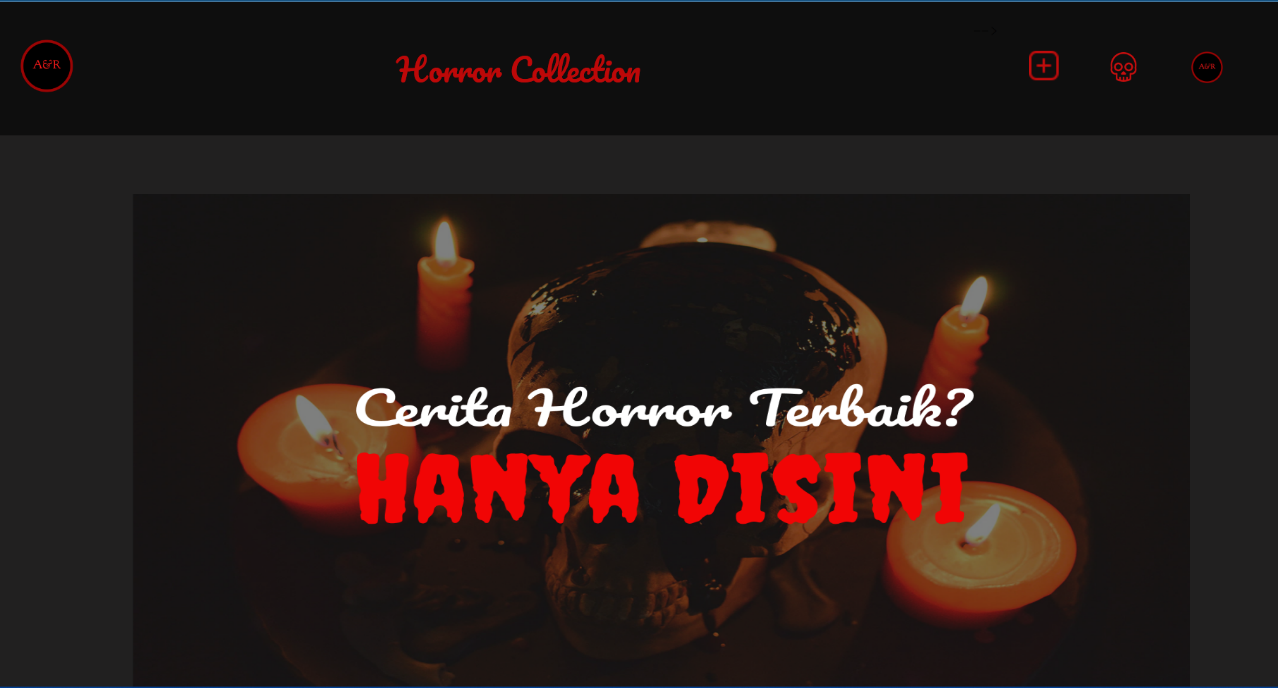 A&R
Horror Collection
A&R
Cerita Horror Terbaik?
HANYA DISINI